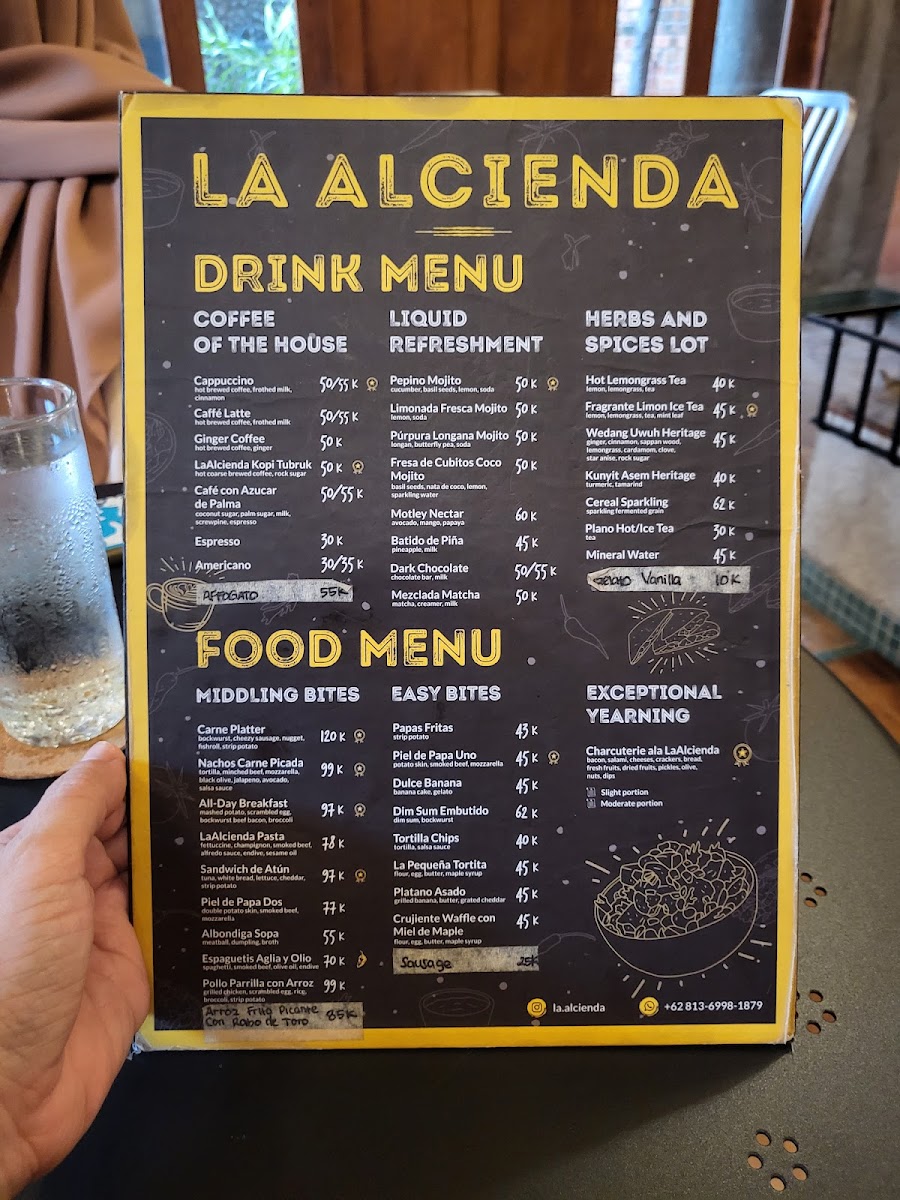 LA ALCIENDA
DRINK MENU
COFFEE
OF THE HOUSE
Cappuccino 50/55 K
hot brewed coffee, frothed milk,
cinnamon
Caffé Latte 50/55 K
hot brewed coffee, frothed milk
Ginger Coffee 50 K
hot brewed coffee, ginger
LaAlcienda Kopi Tubruk 50 K
hot coarse brewed coffee, rock sugar
Café con Azucar
de Palma 50/55 K
coconut sugar, palm sugar, milk,
screwpine, espresso
Espresso 30 K
Americano 30/35 K
AFFOGATO 55K
LIQUID
REFRESHMENT
Pepino Mojito 50 K
cucumber, basil seeds, lemon, soda
Limonada Fresca Mojito 50 K
lemon, soda
Púrpura Longana Mojito 50 K
longan, butterfly pea, soda
Fresa de Cubitos Coco
Mojito 50 K
basil seeds, nata de coco, lemon,
sparkling water
Motley Nectar 60 K
avocado, mango, papaya
Batido de Piña 45 K
pineapple, milk
Dark Chocolate 50/55 K
chocolate bar, milk
Mezclada Matcha 50 K
matcha, creamer, milk
HERBS AND
SPICES LOT
Hot Lemongrass Tea 40 K
lemon, lemongrass, tea
Fragrante Limon Ice Tea 45 K
lemon, lemongrass, tea, mint leaf
Wedang Uwuh Heritage 45 K
ginger, cinnamon, sappan wood,
lemongrass, cardamon, clove,
star anise, rock sugar
Kunyit Asem Heritage 40 K
turmeric, tamarind
Cereal Sparkling 62 K
sparkling fermented grain
Plano Hot/Ice Tea 30 K
tea
Mineral Water 45 K
Gelato Vanilla 10K
FOOD MENU
MIDDLING BITES
Carne Platter 120 K
bockwurst, cheezy sausage, nugget,
fishroll, strip potato
Nachos Carne Picada 99 K
tortilla, minched beef, mozzarella,
black olive, jalapeno, avocado,
salsa sauce
All-Day Breakfast 97 K
mashed potato, scrambled egg,
bockwurst beef bacon, broccoli
LaAlcienda Pasta 78 K
fettuccine, champignon, smoked beef,
alfredo sauce, endive, sesame oil
Sandwich de Atún 97 K
tuna, white bread, lettuce, cheddar,
strip potato
Piel de Papa Dos 77 K
double potato skin, smoked beef,
mozzarella
Albondiga Sopa 55 K
meatball, dumpling, broth
Espaguetis Aglia y Olio 70 K
spaghetti, smoked beef, olive oil, endive
Pollo Parrilla con Arroz 99 K
grilled chicken, scrambled egg, rice,
broccoli, strip potato
Arroz Frito Picante
Con Rabo de Toro 85K
EASY BITES
Papas Fritas 43 K
strip potato
Piel de Papa Uno 45 K
potato skin, smoked beef, mozzarella
Dulce Banana 45 K
banana cake, gelato
Dim Sum Embutido 62 K
dim sum, bockwurst
Tortilla Chips 40 K
tortilla, salsa sauce
La Pequeña Tortita 45 K
flour, egg, butter, maple syrup
Platano Asado 45 K
grilled banana, butter, grated cheddar
Crujiente Waffle con
Miel de Maple 45 K
flour, egg, butter, maple syrup
Sausage 25K
EXCEPTIONAL
YEARNING
Charcuterie ala LaAlcienda
bacon, salami, cheeses, crackers, bread,
fresh fruits, dried fruits, pickles, olive,
nuts, dips
Slight portion
Moderate portion
la.alcienda +62 813-6998-1879